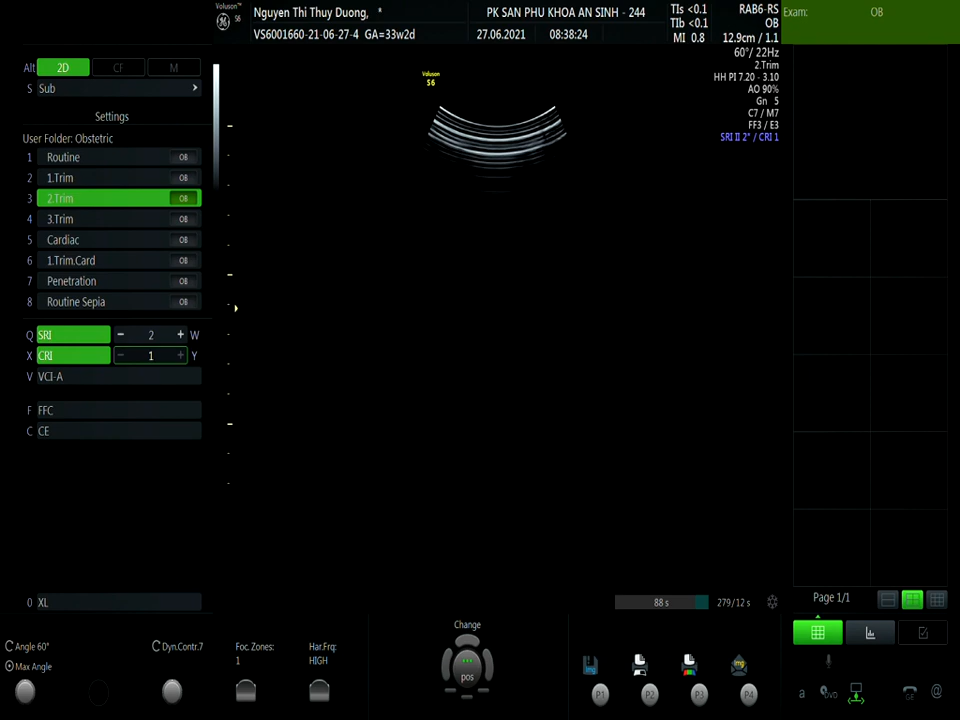 Voluson™
S6
Nguyen Thi Thuy Duong, *
VS6001660-21-06-27-4 GA=33w2d
PK SAN PHU KHOA AN SINH - 244
27.06.2021 08:38:24
TIs <0.1
TIb <0.1
MI 0.8
RAB6-RS
OB
12.9cm / 1.1
60°/ 22Hz
2.Trim
HH PI 7.20 - 3.10
AO 90%
Gn 5
C7 / M7
FF3 / E3
SRI II 2" / CRI 1
Exam: OB
Voluson
S6
Alt 2D CF M
S Sub >
Settings
User Folder: Obstetric
1 Routine OB
2 1.Trim OB
3 2.Trim OB
4 3.Trim OB
5 Cardiac OB
6 1.Trim.Card OB
7 Penetration OB
8 Routine Sepia OB
Q SRI - 2 + W
X CRI - 1 + Y
V VCI-A
F FFC
C CE
0 XL
88 s 279/12 s
Page 1/1
Angle 60°
Max Angle
Dyn.Contr.7
Foc. Zones:
1
Har.Frq:
HIGH
Change
pos
Img
P1 P2 P3 P4
a DVD GE @